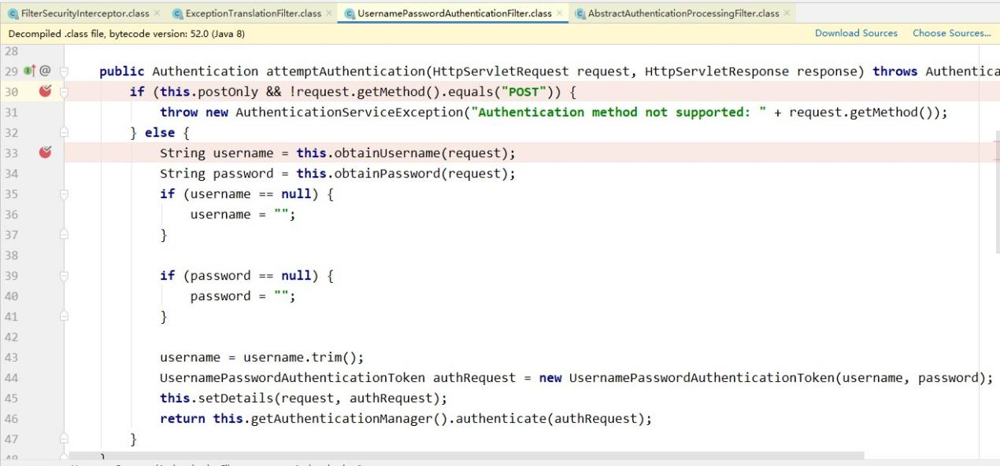 FilterSecurityInterceptor.class ExceptionTranslationFilter.class UsernamePasswordAuthenticationFilter.class AbstractAuthenticationProcessingFilter.class
Decompiled .class file, bytecode version: 52.0 (Java 8) Download Sources Choose Sources...
28
29 @ public Authentication attemptAuthentication(HttpServletRequest request, HttpServletResponse response) throws Authentica
30 if (this.postOnly && !request.getMethod().equals("POST")) {
31 throw new AuthenticationServiceException("Authentication method not supported: " + request.getMethod());
32 } else {
33 String username = this.obtainUsername(request);
34 String password = this.obtainPassword(request);
35 if (username == null) {
36 username = "";
37 }
38
39 if (password == null) {
40 password = "";
41 }
42
43 username = username.trim();
44 UsernamePasswordAuthenticationToken authRequest = new UsernamePasswordAuthenticationToken(username, password);
45 this.setDetails(request, authRequest);
46 return this.getAuthenticationManager().authenticate(authRequest);
47 }
48 }